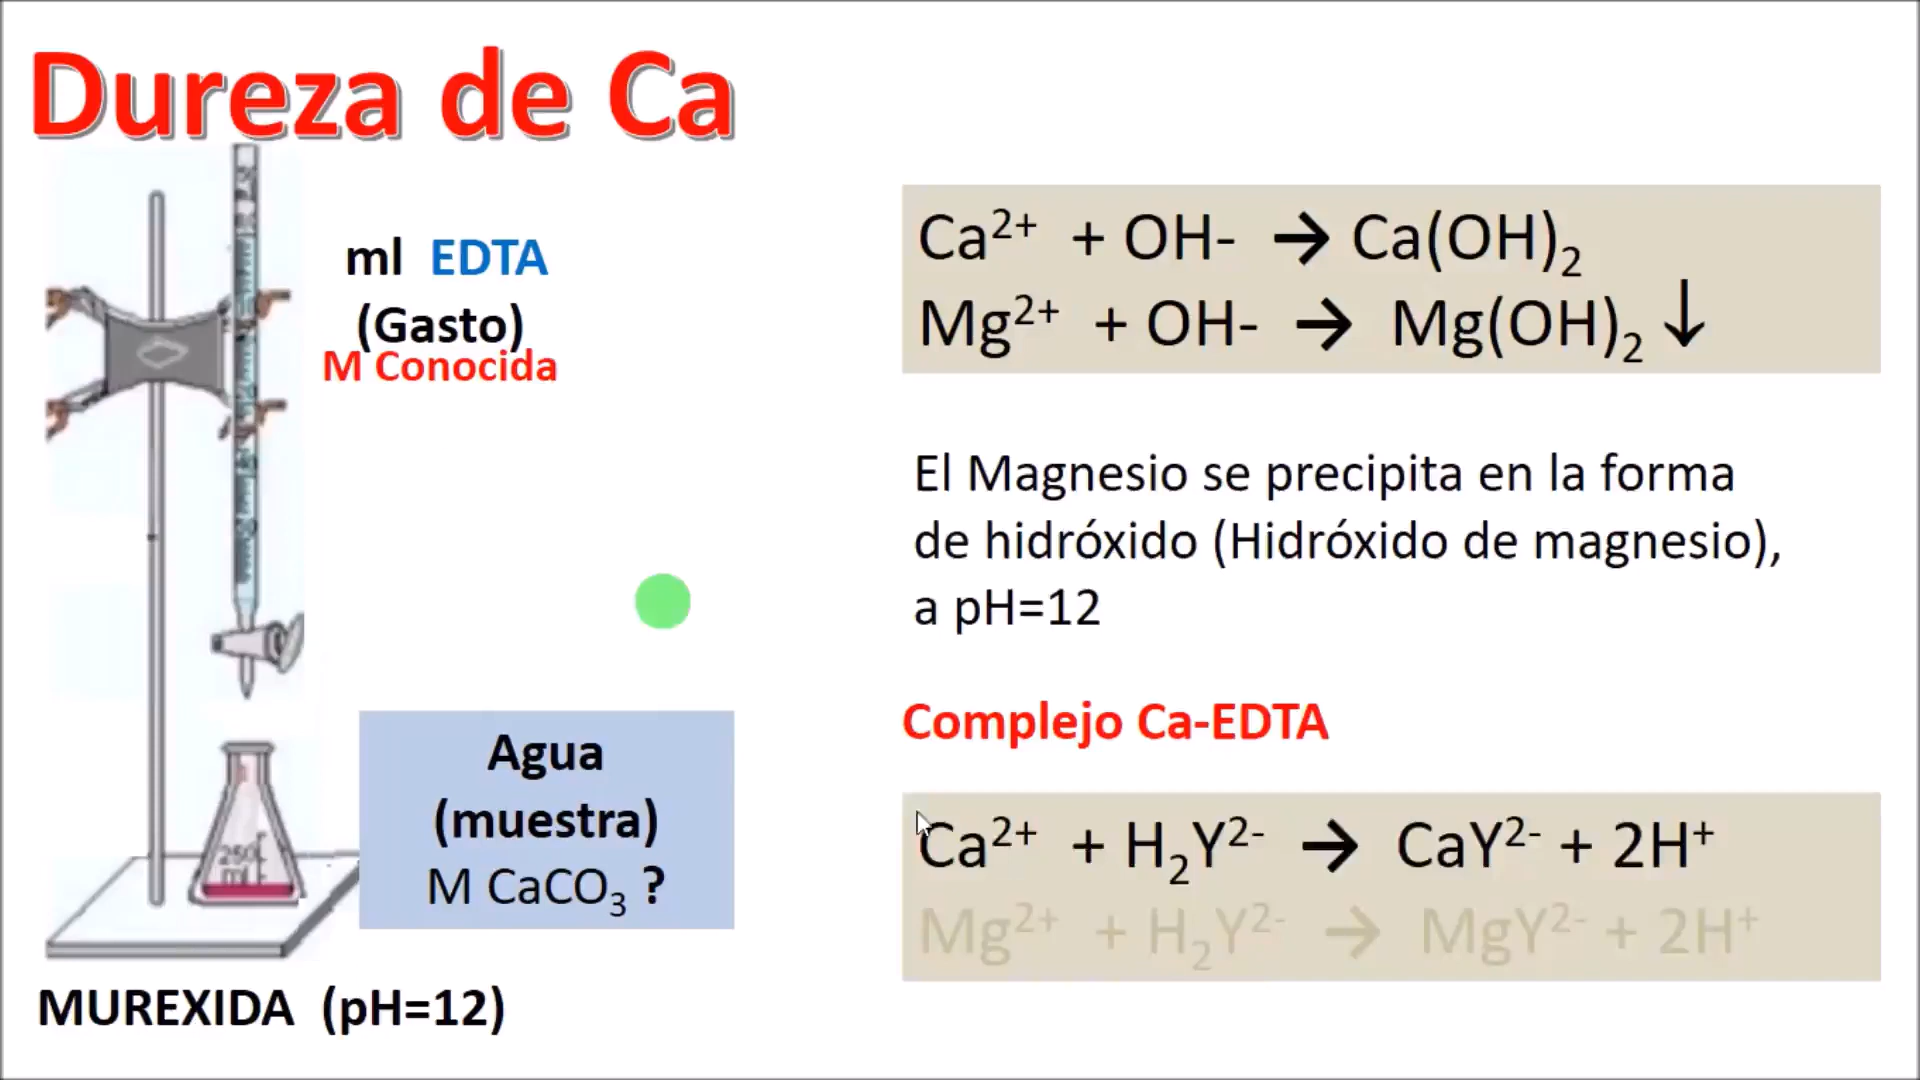 Dureza de Ca
ml EDTA
(Gasto)
M Conocida
Agua
(muestra)
M CaCO₃ ?
250
ml
MUREXIDA (pH=12)
Ca²⁺ + OH- → Ca(OH)₂
Mg²⁺ + OH- → Mg(OH)₂ ↓
El Magnesio se precipita en la forma
de hidróxido (Hidróxido de magnesio),
a pH=12
Complejo Ca-EDTA
Ca²⁺ + H₂Y²⁻ → CaY²⁻ + 2H⁺
Mg²⁺ + H₂Y²⁻ → MgY²⁻ + 2H⁺